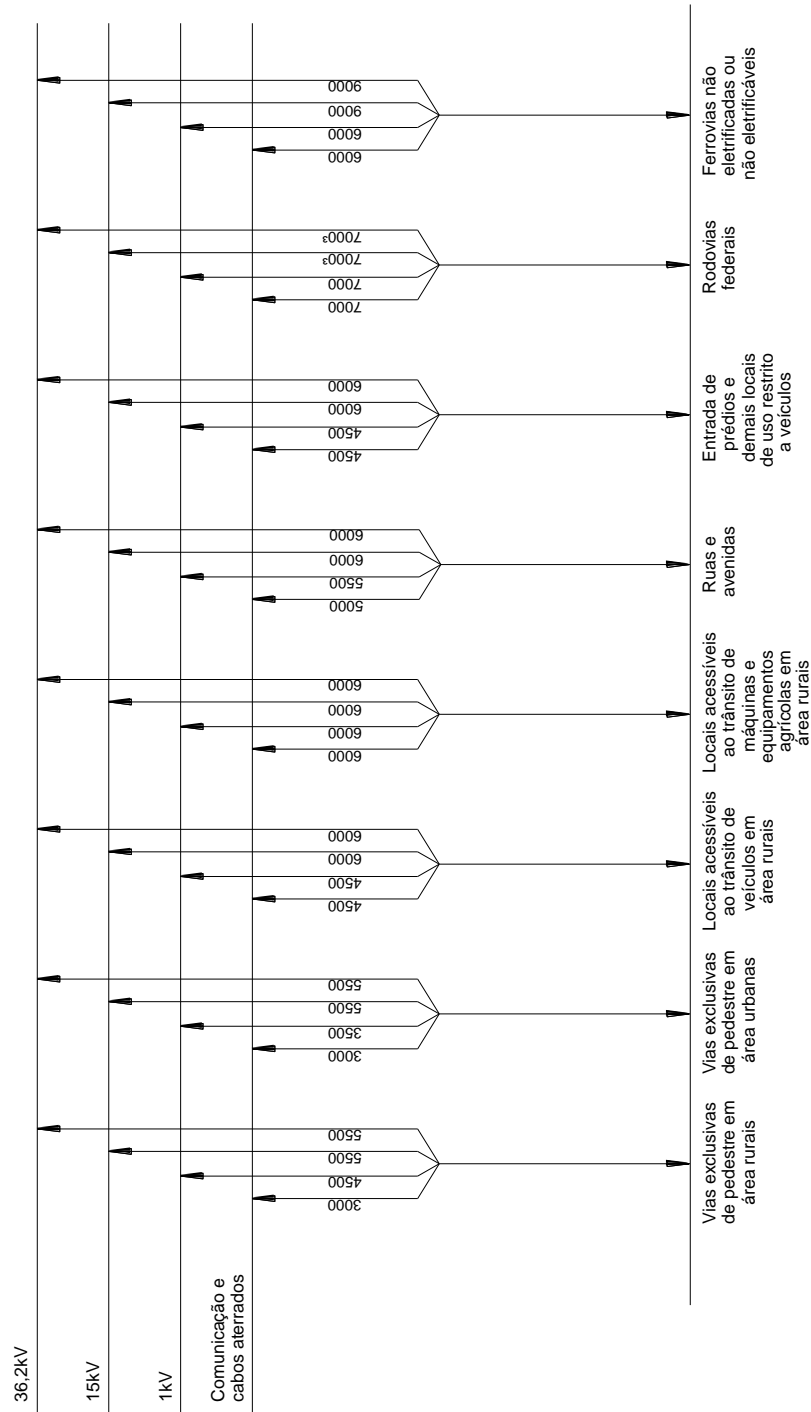 36,2kV
15kV
1kV
Comunicação e
cabos aterrados
3000
4500
5500
5500
3000
3500
5500
5500
4500
4500
6000
6000
6000
6000
6000
6000
5000
5500
6000
6000
4500
4500
6000
6000
7000
7000
7000³
7000³
6000
6000
9000
9000
Vias exclusivas
de pedestre em
área rurais
Vias exclusivas
de pedestre em
área urbanas
Locais acessíveis
ao trânsito de
veículos em
área rurais
Locais acessíveis
ao trânsito de
máquinas e
equipamentos
agrícolas em
área rurais
Ruas e
avenidas
Entrada de
prédios e
demais locais
de uso restrito
a veículos
Rodovias
federais
Ferrovias não
eletrificadas ou
não eletrificáveis